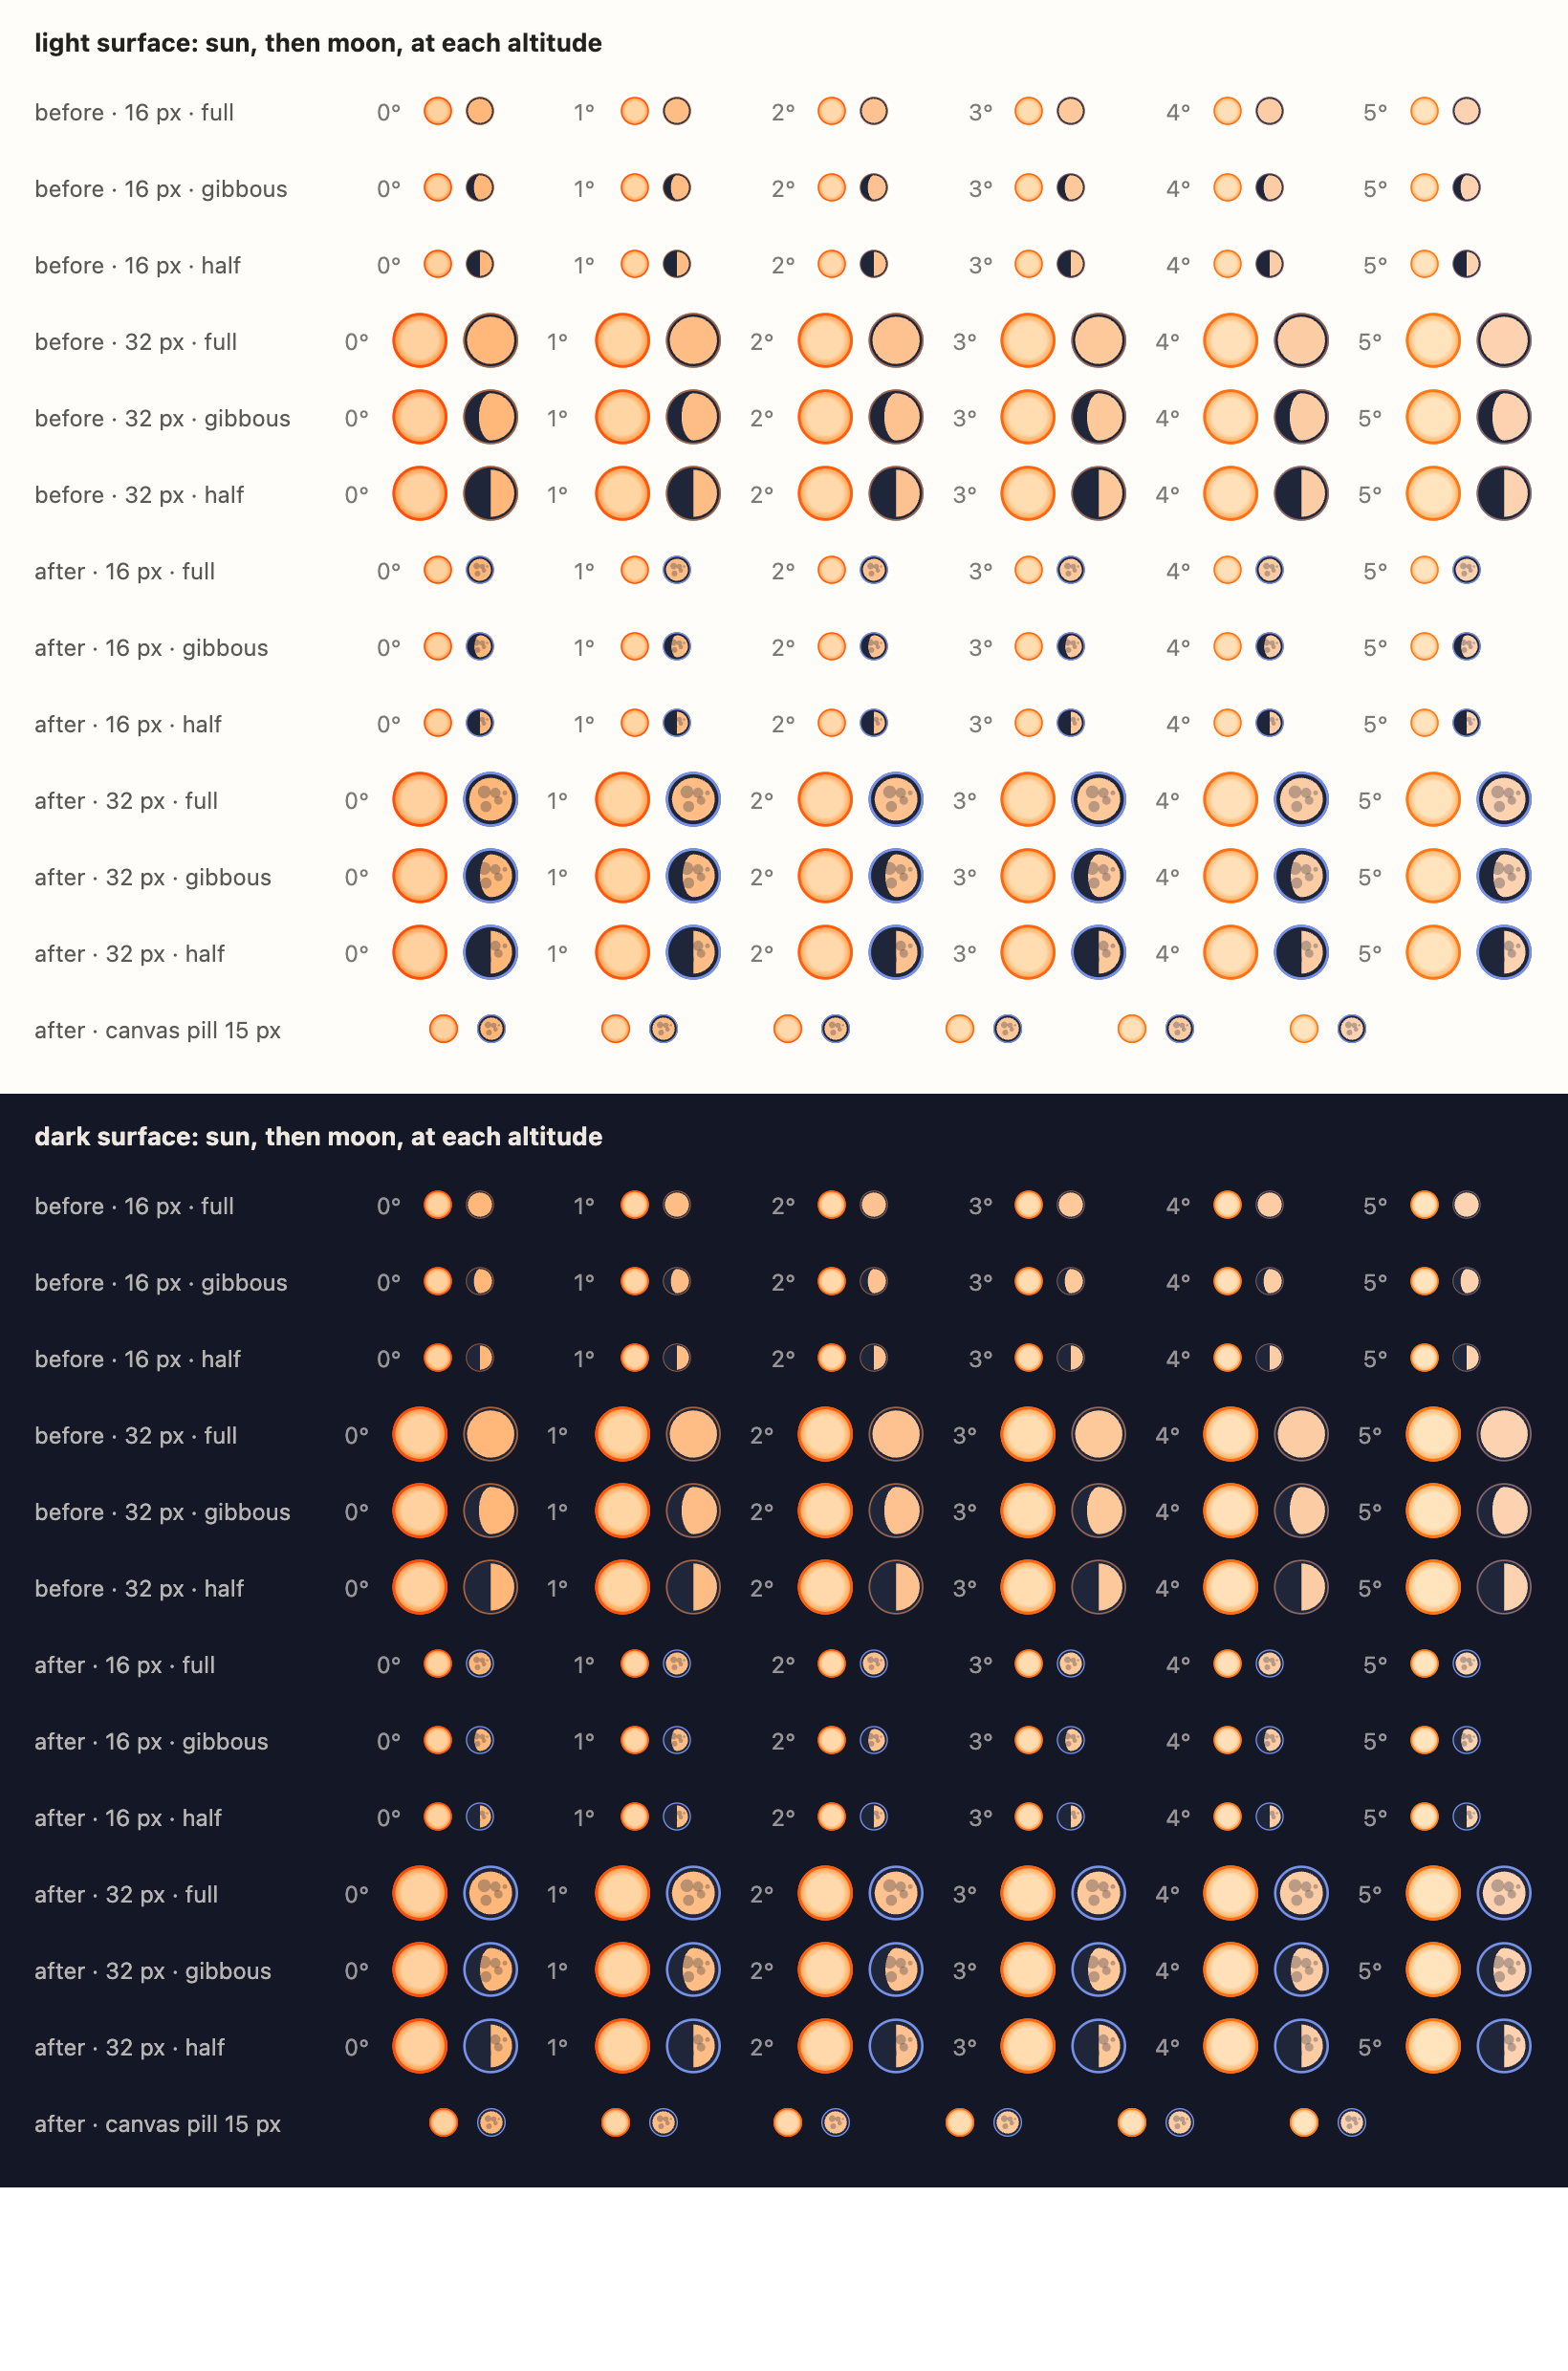 light surface: sun, then moon, at each altitude
before · 16 px · full 0° 1° 2° 3° 4° 5°
before · 16 px · gibbous 0° 1° 2° 3° 4° 5°
before · 16 px · half 0° 1° 2° 3° 4° 5°
before · 32 px · full 0° 1° 2° 3° 4° 5°
before · 32 px · gibbous 0° 1° 2° 3° 4° 5°
before · 32 px · half 0° 1° 2° 3° 4° 5°
after · 16 px · full 0° 1° 2° 3° 4° 5°
after · 16 px · gibbous 0° 1° 2° 3° 4° 5°
after · 16 px · half 0° 1° 2° 3° 4° 5°
after · 32 px · full 0° 1° 2° 3° 4° 5°
after · 32 px · gibbous 0° 1° 2° 3° 4° 5°
after · 32 px · half 0° 1° 2° 3° 4° 5°
after · canvas pill 15 px
dark surface: sun, then moon, at each altitude
before · 16 px · full 0° 1° 2° 3° 4° 5°
before · 16 px · gibbous 0° 1° 2° 3° 4° 5°
before · 16 px · half 0° 1° 2° 3° 4° 5°
before · 32 px · full 0° 1° 2° 3° 4° 5°
before · 32 px · gibbous 0° 1° 2° 3° 4° 5°
before · 32 px · half 0° 1° 2° 3° 4° 5°
after · 16 px · full 0° 1° 2° 3° 4° 5°
after · 16 px · gibbous 0° 1° 2° 3° 4° 5°
after · 16 px · half 0° 1° 2° 3° 4° 5°
after · 32 px · full 0° 1° 2° 3° 4° 5°
after · 32 px · gibbous 0° 1° 2° 3° 4° 5°
after · 32 px · half 0° 1° 2° 3° 4° 5°
after · canvas pill 15 px